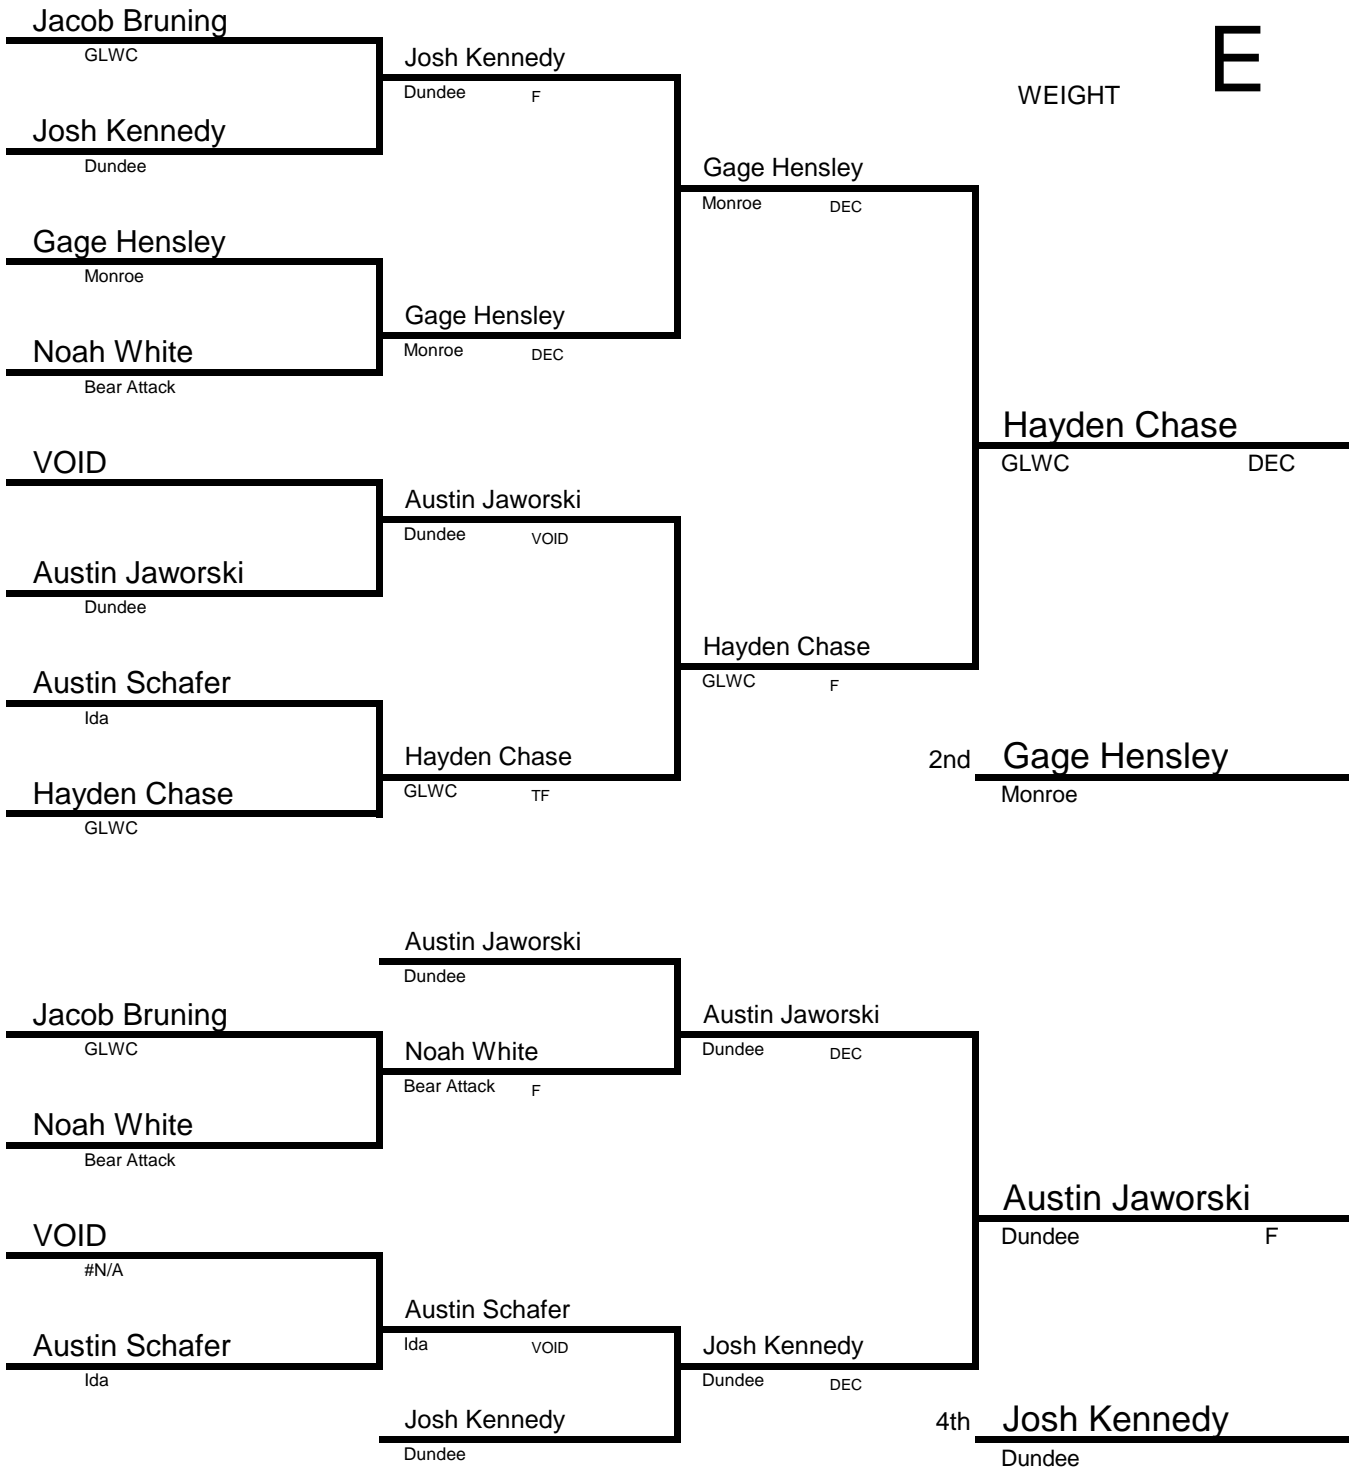 Jacob Bruning
GLWC
Josh Kennedy
Dundee F
E
WEIGHT
Josh Kennedy
Dundee
Gage Hensley
Monroe DEC
Gage Hensley
Monroe
Gage Hensley
Monroe DEC
Noah White
Bear Attack
Hayden Chase
GLWC DEC
VOID
Austin Jaworski
Dundee VOID
Austin Jaworski
Dundee
Hayden Chase
GLWC F
Austin Schafer
Ida
Hayden Chase
GLWC TF
2nd Gage Hensley
Monroe
Hayden Chase
GLWC
Austin Jaworski
Dundee
Jacob Bruning
GLWC
Austin Jaworski
Dundee DEC
Noah White
Bear Attack F
Noah White
Bear Attack
Austin Jaworski
Dundee F
VOID
#N/A
Austin Schafer
Ida VOID
Austin Schafer
Ida
Josh Kennedy
Dundee DEC
Josh Kennedy
Dundee
4th Josh Kennedy
Dundee